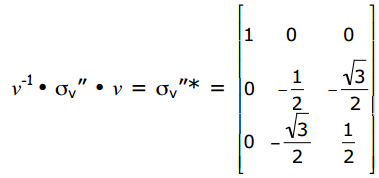 ν⁻¹ • σᵥ″ • ν = σᵥ″* = [1 0 0
0 -1/2 -√3/2
0 -√3/2 1/2]